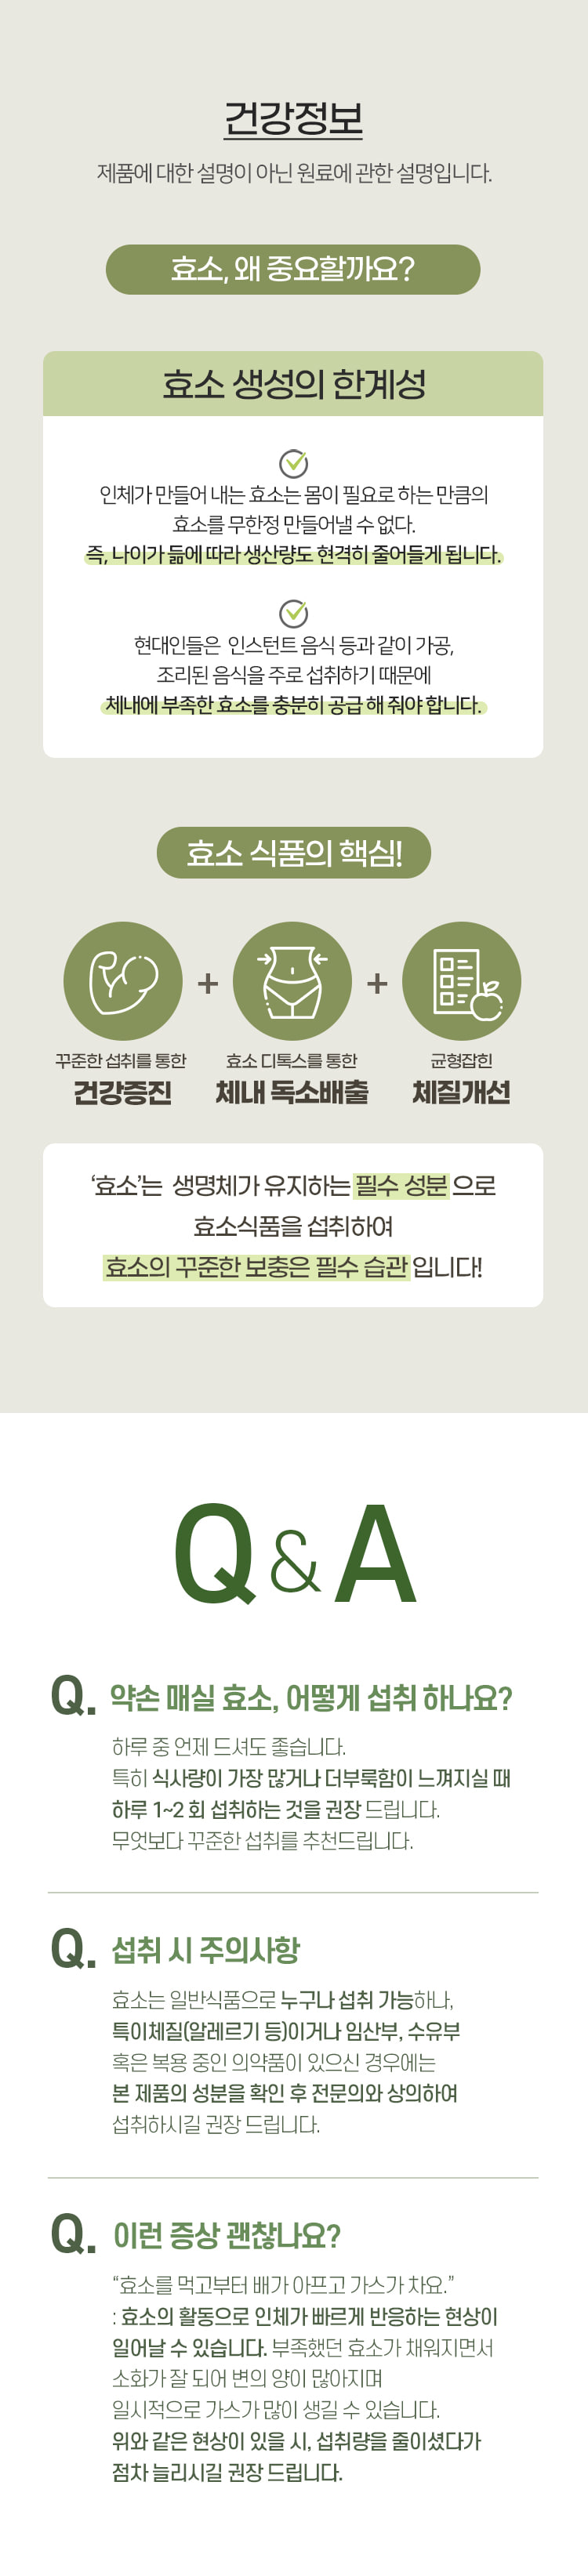 건강정보
제품에 대한 설명이 아닌 원료에 관한 설명입니다.
효소, 왜 중요할까요?
효소 생성의 한계성
인체가 만들어 내는 효소는 몸이 필요로 하는 만큼의
효소를 무한정 만들어낼 수 없다.
즉, 나이가 듦에 따라 생산량도 현격히 줄어들게 됩니다.
현대인들은 인스턴트 음식 등과 같이 가공,
조리된 음식을 주로 섭취하기 때문에
체내에 부족한 효소를 충분히 공급 해 줘야 합니다.
효소 식품의 핵심!
꾸준한 섭취를 통한
건강증진
+
효소 디톡스를 통한
체내 독소배출
+
균형잡힌
체질개선
‘효소’는 생명체가 유지하는 필수 성분 으로
효소식품을 섭취하여
효소의 꾸준한 보충은 필수 습관 입니다!
Q & A
Q. 약손 매실 효소, 어떻게 섭취 하나요?
하루 중 언제 드셔도 좋습니다.
특히 식사량이 가장 많거나 더부룩함이 느껴지실 때
하루 1~2 회 섭취하는 것을 권장 드립니다.
무엇보다 꾸준한 섭취를 추천드립니다.
Q. 섭취 시 주의사항
효소는 일반식품으로 누구나 섭취 가능하나,
특이체질(알레르기 등)이거나 임산부, 수유부
혹은 복용 중인 의약품이 있으신 경우에는
본 제품의 성분을 확인 후 전문의와 상의하여
섭취하시길 권장 드립니다.
Q. 이런 증상 괜찮나요?
“효소를 먹고부터 배가 아프고 가스가 차요.”
: 효소의 활동으로 인체가 빠르게 반응하는 현상이
일어날 수 있습니다. 부족했던 효소가 채워지면서
소화가 잘 되어 변의 양이 많아지며
일시적으로 가스가 많이 생길 수 있습니다.
위와 같은 현상이 있을 시, 섭취량을 줄이셨다가
점차 늘리시길 권장 드립니다.